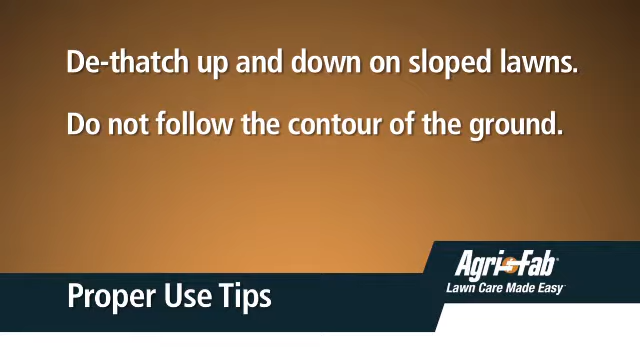 De-thatch up and down on sloped lawns.
Do not follow the contour of the ground.
Agri-Fab®
Lawn Care Made Easy™
Proper Use Tips